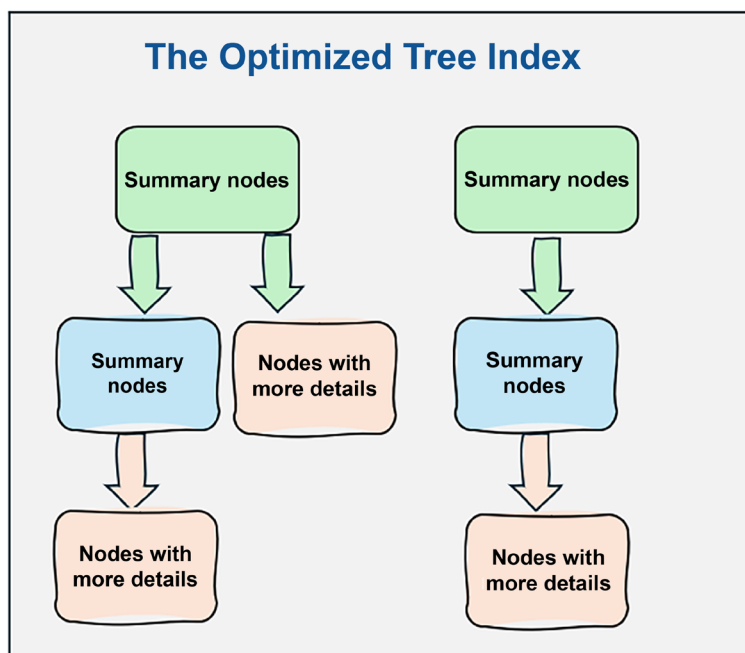 The Optimized Tree Index
Summary nodes
Summary nodes
Summary
nodes
Nodes with
more details
Summary
nodes
Nodes with
more details
Nodes with
more details